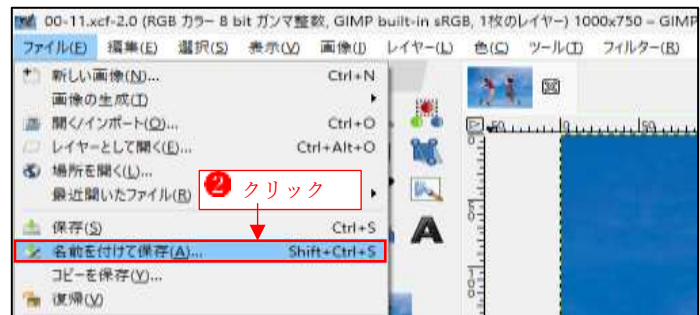 00-11.xcf-2.0 (RGB カラー 8 bit ガンマ整数, GIMP built-in sRGB, 1枚のレイヤー) 1000x750 – GIMP
ファイル(F) 編集(E) 選択(S) 表示(V) 画像(I) レイヤー(L) 色(C) ツール(T) フィルター(R)
新しい画像(N)... Ctrl+N
画像の生成(T)
開く/インポート(O)... Ctrl+O
レイヤーとして開く(E)... Ctrl+Alt+O
場所を開く(L)...
最近開いたファイル(R)
2 クリック
保存(S) Ctrl+S
名前を付けて保存(A)... Shift+Ctrl+S
コピーを保存(Y)...
復帰(V)
-50 0 50
0
50
100